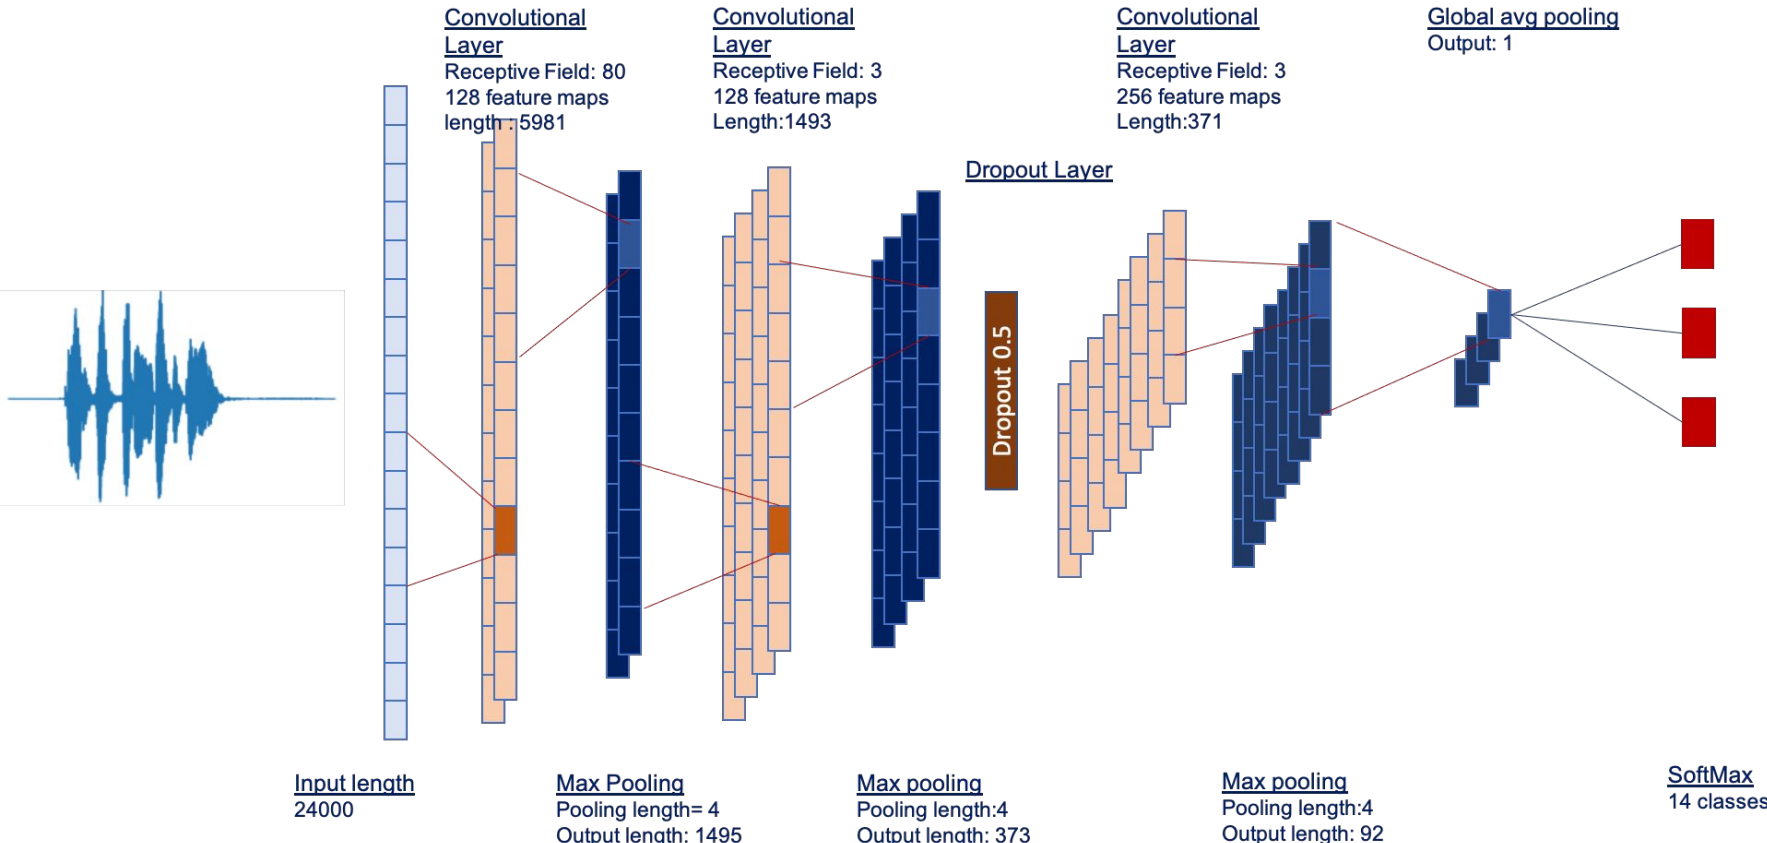 Convolutional
Layer
Receptive Field: 80
128 feature maps
length : 5981
Convolutional
Layer
Receptive Field: 3
128 feature maps
Length:1493
Convolutional
Layer
Receptive Field: 3
256 feature maps
Length:371
Global avg pooling
Output: 1
Dropout Layer
Dropout 0.5
Input length
24000
Max Pooling
Pooling length= 4
Output length: 1495
Max pooling
Pooling length:4
Output length: 373
Max pooling
Pooling length:4
Output length: 92
SoftMax
14 classes